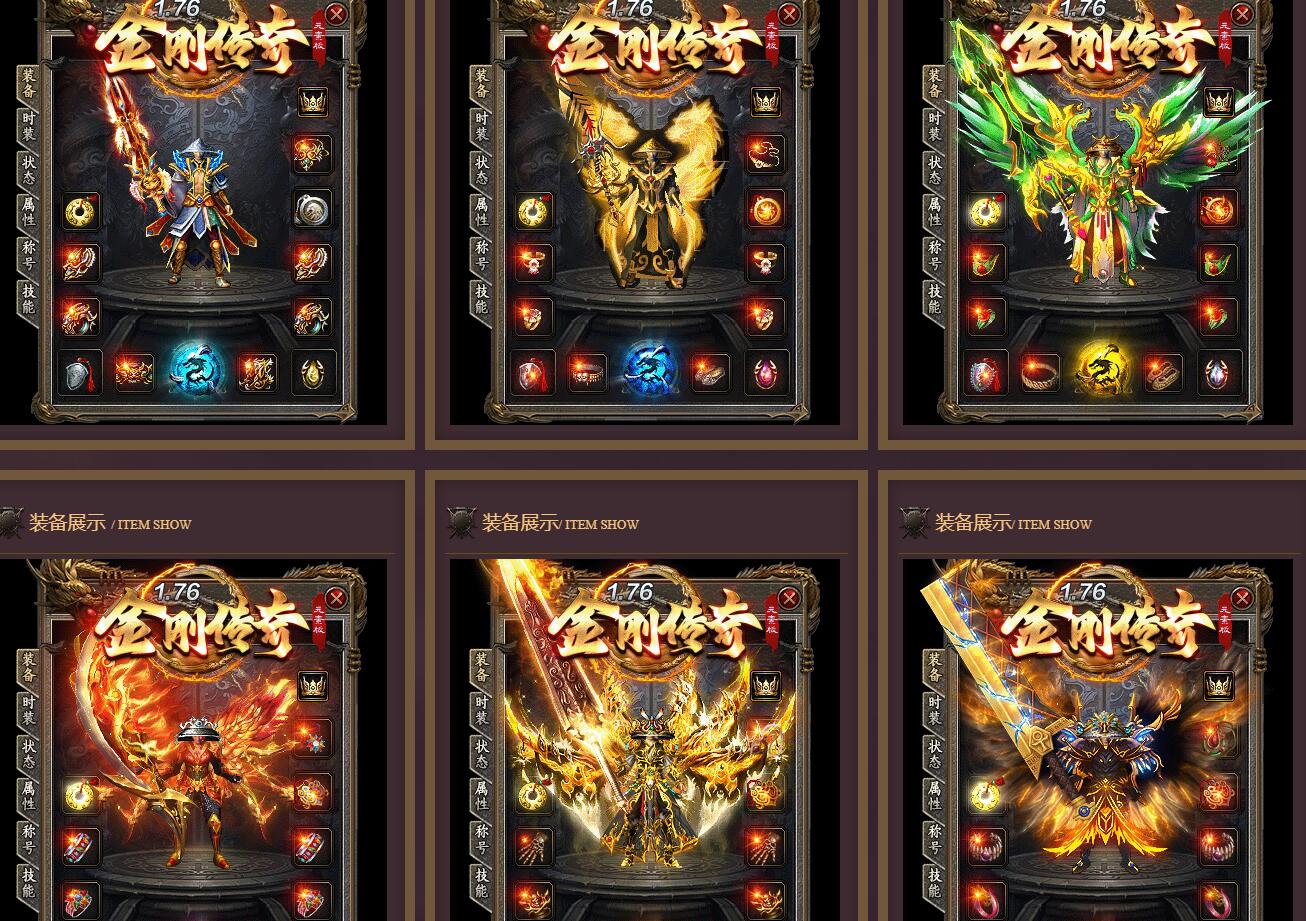 1.76
金刚传奇
元素版
装备
时装
状态
属性
称号
技能
1.76
金刚传奇
元素版
装备
时装
状态
属性
称号
技能
1.76
金刚传奇
元素版
装备
时装
状态
属性
称号
技能
装备展示 / ITEM SHOW
装备展示/ ITEM SHOW
装备展示/ ITEM SHOW
1.76
金刚传奇
元素版
装备
时装
状态
属性
称号
技能
1.76
金刚传奇
元素版
装备
时装
状态
属性
称号
技能
1.76
金刚传奇
元素版
装备
时装
状态
属性
称号
技能